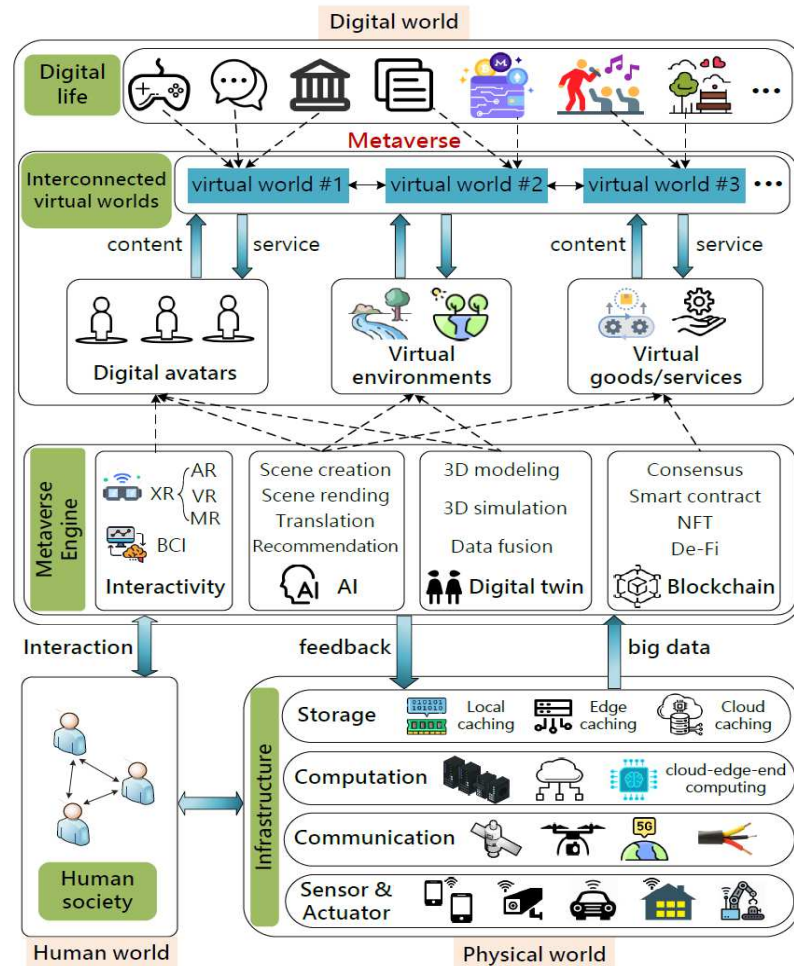 Digital world
Digital
life
Metaverse
Interconnected
virtual worlds
virtual world #1
virtual world #2
virtual world #3
content
service
content
service
Digital avatars
Virtual
environments
Virtual
goods/services
Metaverse
Engine
XR
AR
VR
MR
BCI
Interactivity
Scene creation
Scene rending
Translation
Recommendation
AI
AI
3D modeling
3D simulation
Data fusion
Digital twin
Consensus
Smart contract
NFT
De-Fi
Blockchain
Interaction
feedback
big data
Human
society
Human world
Infrastructure
Storage
010101
101010
Local
caching
Edge
caching
Cloud
caching
Computation
cloud-edge-end
computing
Communication
5G
Sensor &
Actuator
Physical world